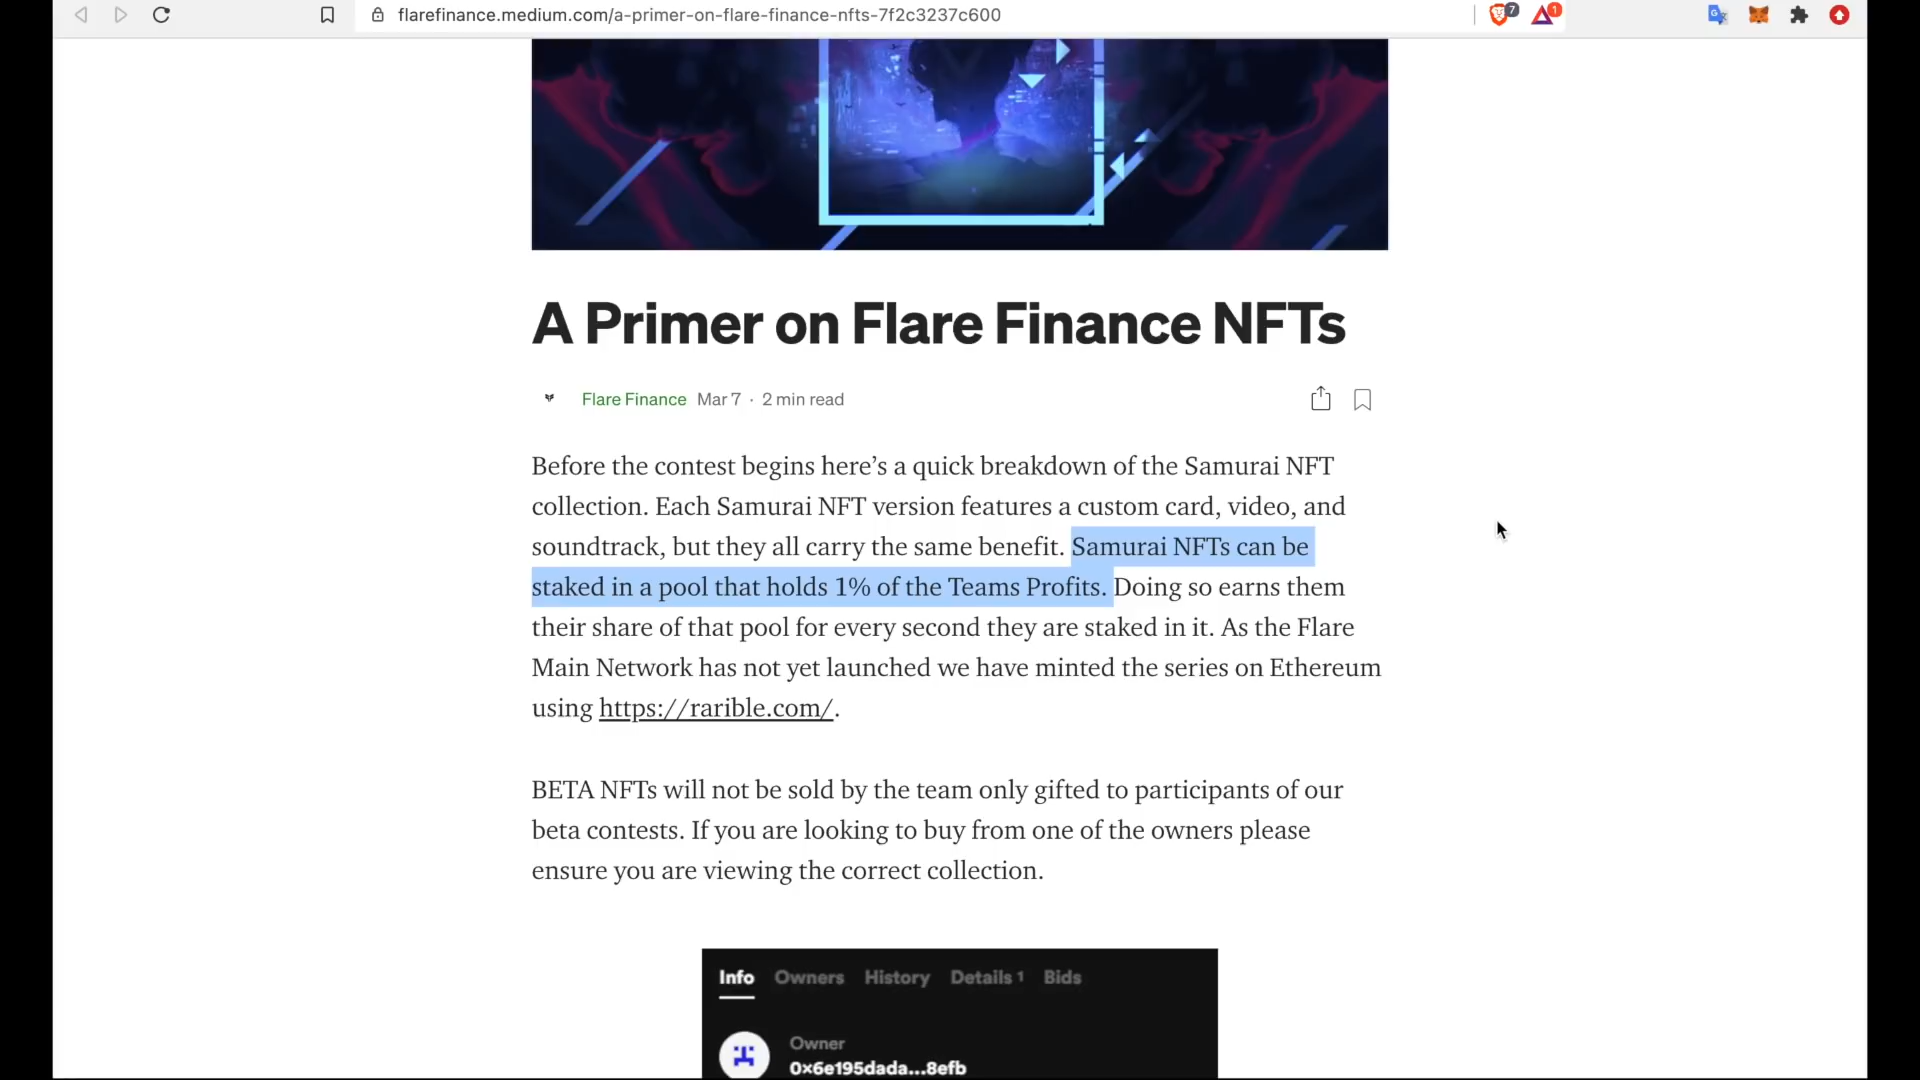 flarefinance.medium.com/a-primer-on-flare-finance-nfts-7f2c3237c600
7
1
A Primer on Flare Finance NFTs
Flare Finance Mar 7 · 2 min read
Before the contest begins here’s a quick breakdown of the Samurai NFT
collection. Each Samurai NFT version features a custom card, video, and
soundtrack, but they all carry the same benefit. Samurai NFTs can be
staked in a pool that holds 1% of the Teams Profits. Doing so earns them
their share of that pool for every second they are staked in it. As the Flare
Main Network has not yet launched we have minted the series on Ethereum
using https://rarible.com/.
BETA NFTs will not be sold by the team only gifted to participants of our
beta contests. If you are looking to buy from one of the owners please
ensure you are viewing the correct collection.
Info Owners History Details 1 Bids
Owner
0x6e195dada...8efb